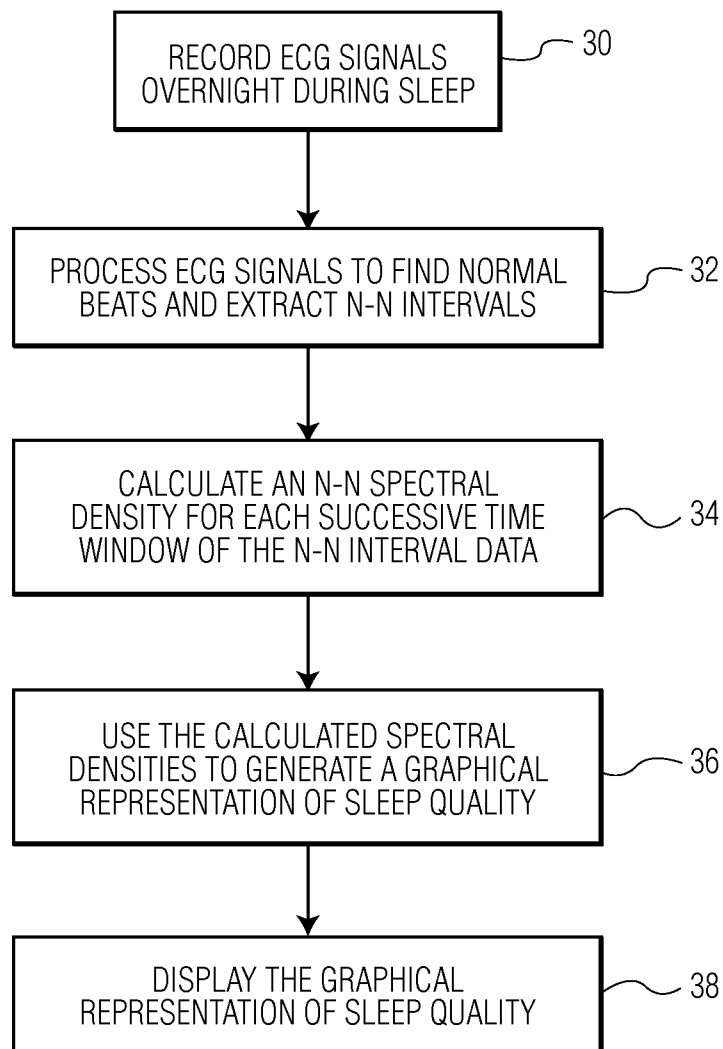 RECORD ECG SIGNALS
OVERNIGHT DURING SLEEP
30
PROCESS ECG SIGNALS TO FIND NORMAL
BEATS AND EXTRACT N-N INTERVALS
32
CALCULATE AN N-N SPECTRAL
DENSITY FOR EACH SUCCESSIVE TIME
WINDOW OF THE N-N INTERVAL DATA
34
USE THE CALCULATED SPECTRAL
DENSITIES TO GENERATE A GRAPHICAL
REPRESENTATION OF SLEEP QUALITY
36
DISPLAY THE GRAPHICAL
REPRESENTATION OF SLEEP QUALITY
38